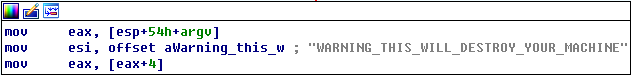 mov     eax, [esp+54h+argv]
mov     esi, offset aWarning_this_w ; "WARNING_THIS_WILL_DESTROY_YOUR_MACHINE"
mov     eax, [eax+4]